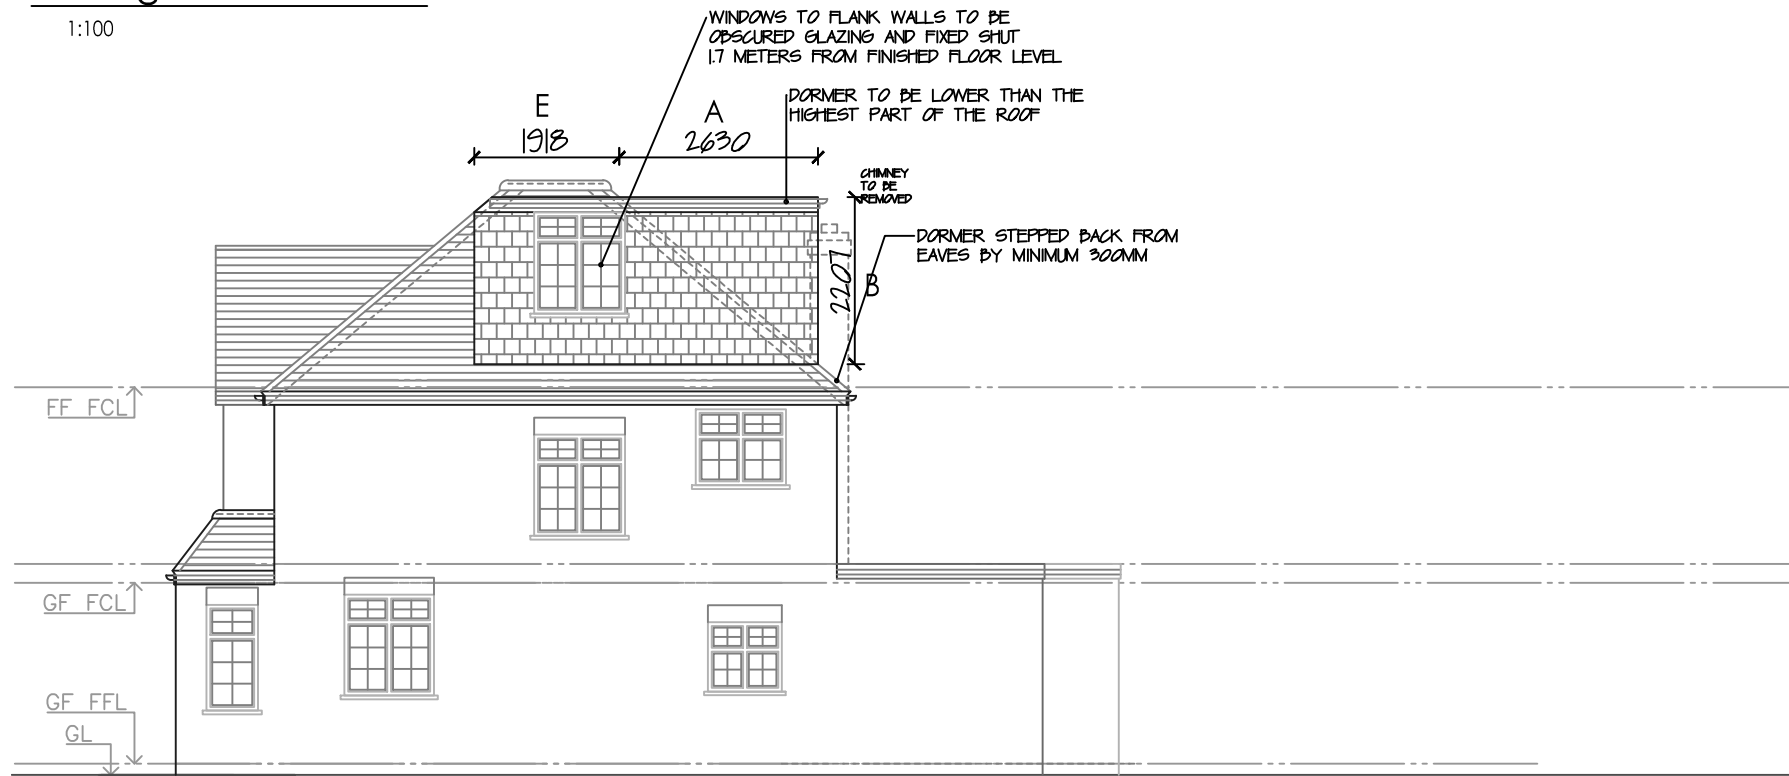 1:100
WINDOWS TO FLANK WALLS TO BE
OBSCURED GLAZING AND FIXED SHUT
1.7 METERS FROM FINISHED FLOOR LEVEL
DORMER TO BE LOWER THAN THE
HIGHEST PART OF THE ROOF
E
1918
A
2630
CHIMNEY
TO BE
REMOVED
DORMER STEPPED BACK FROM
EAVES BY MINIMUM 300MM
2207
B
FF FCL
GF FCL
GF FFL
GL